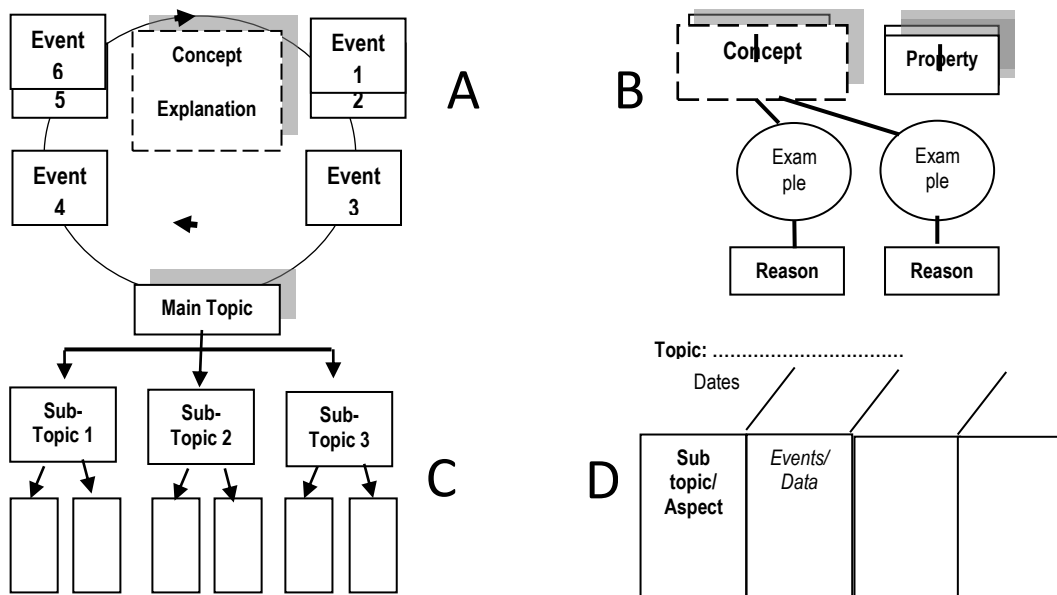 Event
6
5
Concept
Explanation
Event
1
2
A
Event
4
Event
3
Main Topic
Sub-
Topic 1
Sub-
Topic 2
Sub-
Topic 3
C
Concept
Property
B
Exam
ple
Exam
ple
Reason
Reason
Topic: ..................................
Dates
D
Sub
topic/
Aspect
Events/
Data